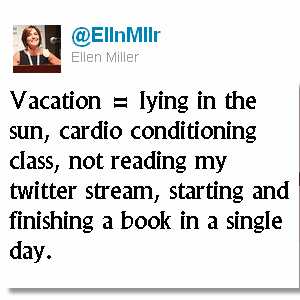 @EllnMllr
Ellen Miller
Vacation = lying in the
sun, cardio conditioning
class, not reading my
twitter stream, starting and
finishing a book in a single
day.